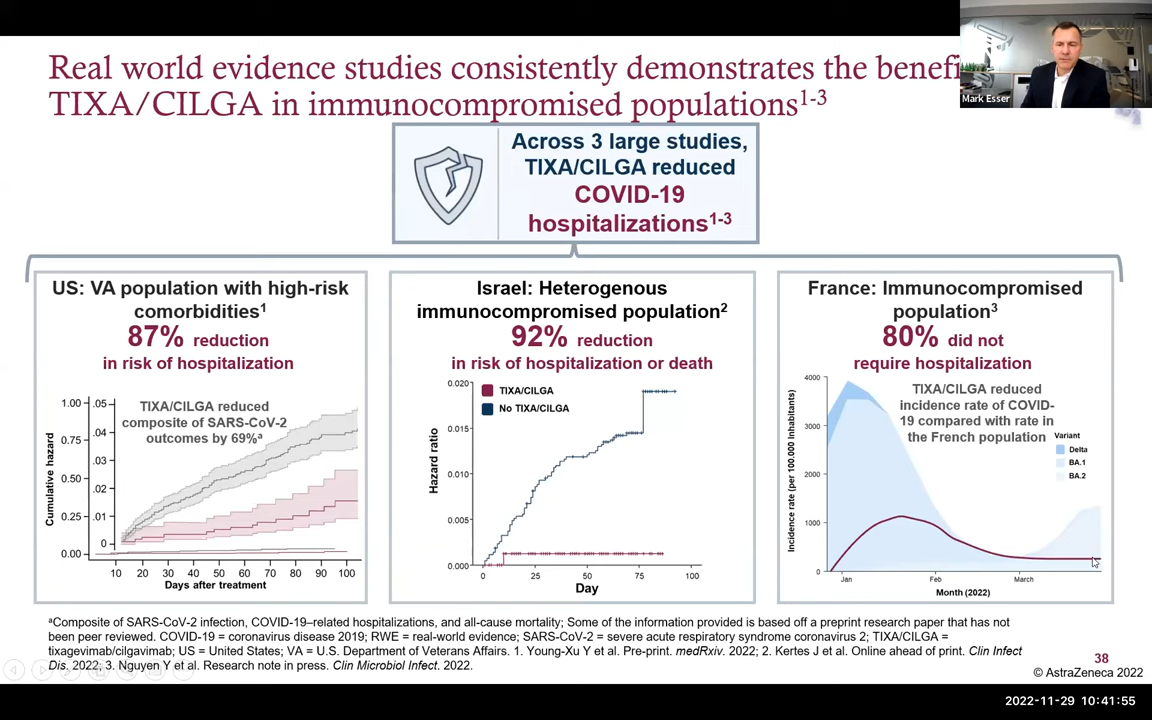 Real world evidence studies consistently demonstrates the benefi
TIXA/CILGA in immunocompromised populations1-3
Mark Esser
Across 3 large studies,
TIXA/CILGA reduced
COVID-19
hospitalizations1-3
US: VA population with high-risk
comorbidities1
87% reduction
in risk of hospitalization
TIXA/CILGA reduced
composite of SARS-CoV-2
outcomes by 69%a
Cumulative hazard
1.00
0.75
0.50
0.25
0.00
.05
.04
.03
.02
.01
0
10 20 30 40 50 60 70 80 90 100
Days after treatment
Israel: Heterogenous
immunocompromised population2
92% reduction
in risk of hospitalization or death
TIXA/CILGA
No TIXA/CILGA
Hazard ratio
0.020
0.015
0.010
0.005
0.000
0 25 50 75 100
Day
France: Immunocompromised
population3
80% did not
require hospitalization
TIXA/CILGA reduced
incidence rate of COVID-
19 compared with rate in
the French population
Variant
Delta
BA.1
BA.2
Incidence rate (per 100.000 Inhabitants)
4000
3000
2000
1000
0
Jan Feb March
Month (2022)
aComposite of SARS-CoV-2 infection, COVID-19–related hospitalizations, and all-cause mortality; Some of the information provided is based off a preprint research paper that has not
been peer reviewed. COVID-19 = coronavirus disease 2019; RWE = real-world evidence; SARS-CoV-2 = severe acute respiratory syndrome coronavirus 2; TIXA/CILGA =
tixagevimab/cilgavimab; US = United States; VA = U.S. Department of Veterans Affairs. 1. Young-Xu Y et al. Pre-print. medRxiv. 2022; 2. Kertes J et al. Online ahead of print. Clin Infect
Dis. 2022; 3. Nguyen Y et al. Research note in press. Clin Microbiol Infect. 2022.
38
© AstraZeneca 2022
2022-11-29 10:41:55